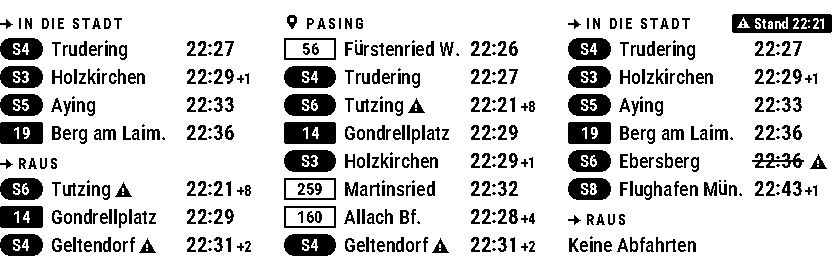 → IN DIE STADT
S4 Trudering 22:27
S3 Holzkirchen 22:29 +1
S5 Aying 22:33
19 Berg am Laim. 22:36
→ RAUS
S6 Tutzing 22:21 +8
14 Gondrellplatz 22:29
S4 Geltendorf 22:31 +2
PASING
56 Fürstenried W. 22:26
S4 Trudering 22:27
S6 Tutzing 22:21 +8
14 Gondrellplatz 22:29
S3 Holzkirchen 22:29 +1
259 Martinsried 22:32
160 Allach Bf. 22:28 +4
S4 Geltendorf 22:31 +2
→ IN DIE STADT Stand 22:21
S4 Trudering 22:27
S3 Holzkirchen 22:29 +1
S5 Aying 22:33
19 Berg am Laim. 22:36
S6 Ebersberg 22:36
S8 Flughafen Mün. 22:43 +1
→ RAUS
Keine Abfahrten